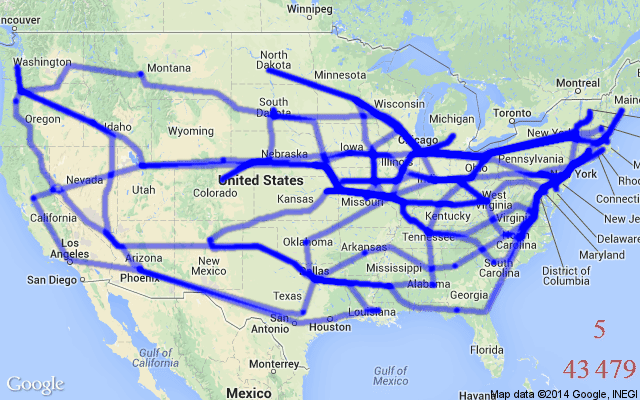 Winnipeg
Vancouver
Washington
Montana
North
Dakota
Minnesota
Montreal
Maine
Oregon
Idaho
South
Dakota
Wisconsin
Michigan
Toronto
New York
Wyoming
Chicago
Iowa
Nebraska
Illinois
Ohio
Pennsylvania
New York
Nevada
Utah
Colorado
United States
Kansas
Missouri
West
Virginia
Kentucky
Virginia
Connecticut
New Jersey
Delaware
Maryland
District of
Columbia
California
Los
Angeles
San Diego
Arizona
Phoenix
New
Mexico
Oklahoma
Arkansas
Tennessee
North
Carolina
South
Carolina
Dallas
Mississippi
Alabama
Georgia
Texas
San
Antonio
Houston
Louisiana
Florida
Gulf of
California
Monterrey
Mexico
Gulf of
Mexico
Havana
5
43 479
Google
Map data ©2014 Google, INEGI